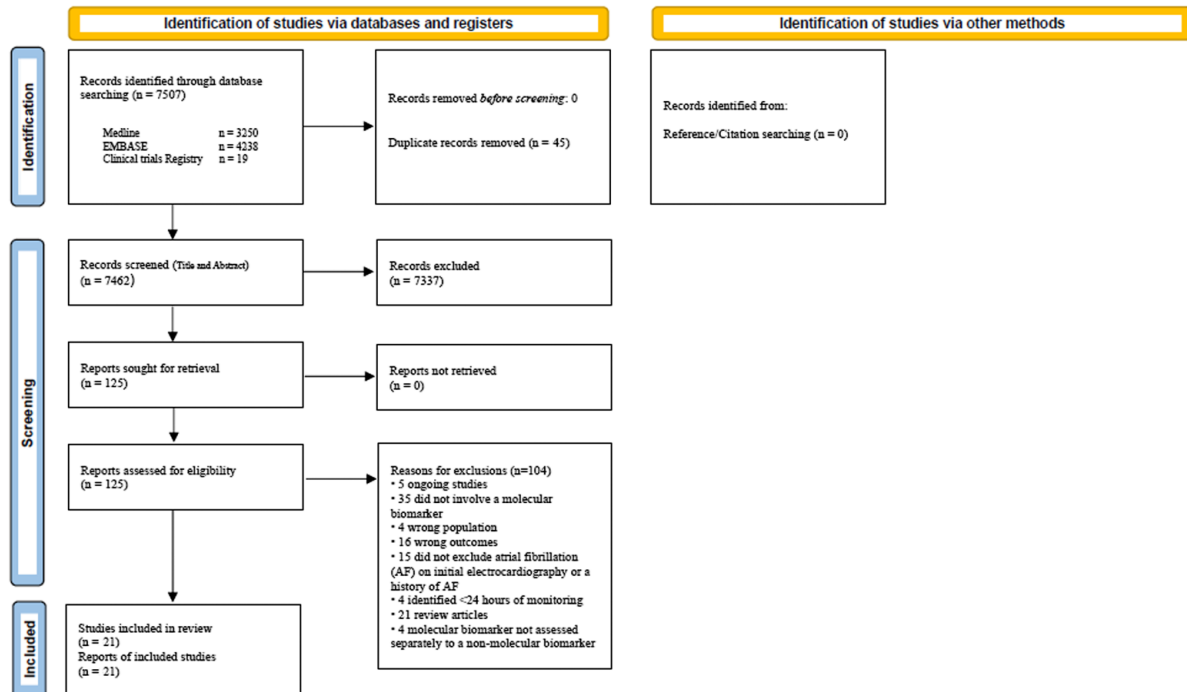 Identification of studies via databases and registers
Identification of studies via other methods
Identification
Records identified through database
searching (n = 7507)
Medline n = 3250
EMBASE n = 4238
Clinical trials Registry n = 19
Records removed before screening: 0
Duplicate records removed (n = 45)
Records identified from:
Reference/Citation searching (n = 0)
Screening
Records screened (Title and Abstract)
(n = 7462)
Records excluded
(n = 7337)
Reports sought for retrieval
(n = 125)
Reports not retrieved
(n = 0)
Reports assessed for eligibility
(n = 125)
Reasons for exclusions (n=104)
• 5 ongoing studies
• 35 did not involve a molecular
biomarker
• 4 wrong population
• 16 wrong outcomes
• 15 did not exclude atrial fibrillation
(AF) on initial electrocardiography or a
history of AF
• 4 identified <24 hours of monitoring
• 21 review articles
• 4 molecular biomarker not assessed
separately to a non-molecular biomarker
Included
Studies included in review
(n = 21)
Reports of included studies
(n = 21)